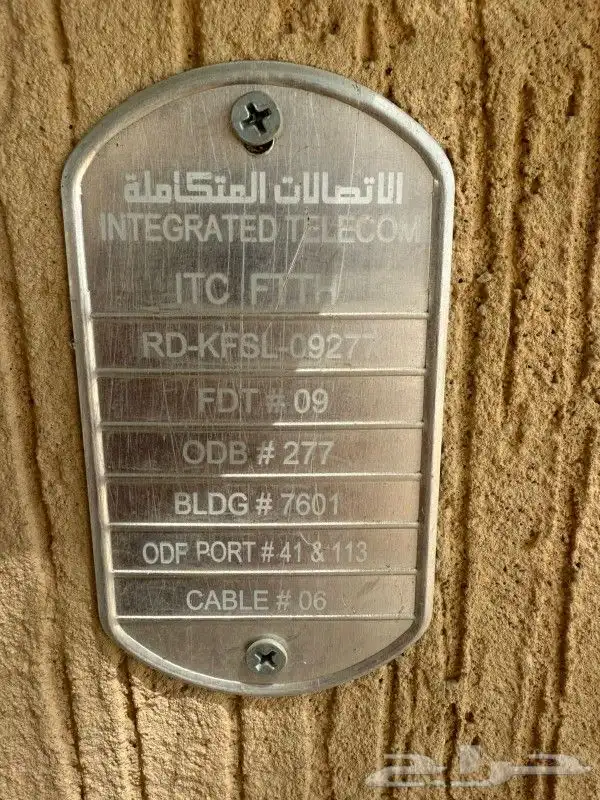 الاتصالات المتكاملة
INTEGRATED TELECOM
ITC FTTH
RD-KFSL-09277
FDT # 09
ODB # 277
BLDG # 7601
ODF PORT # 41 & 113
CABLE # 06
حراج